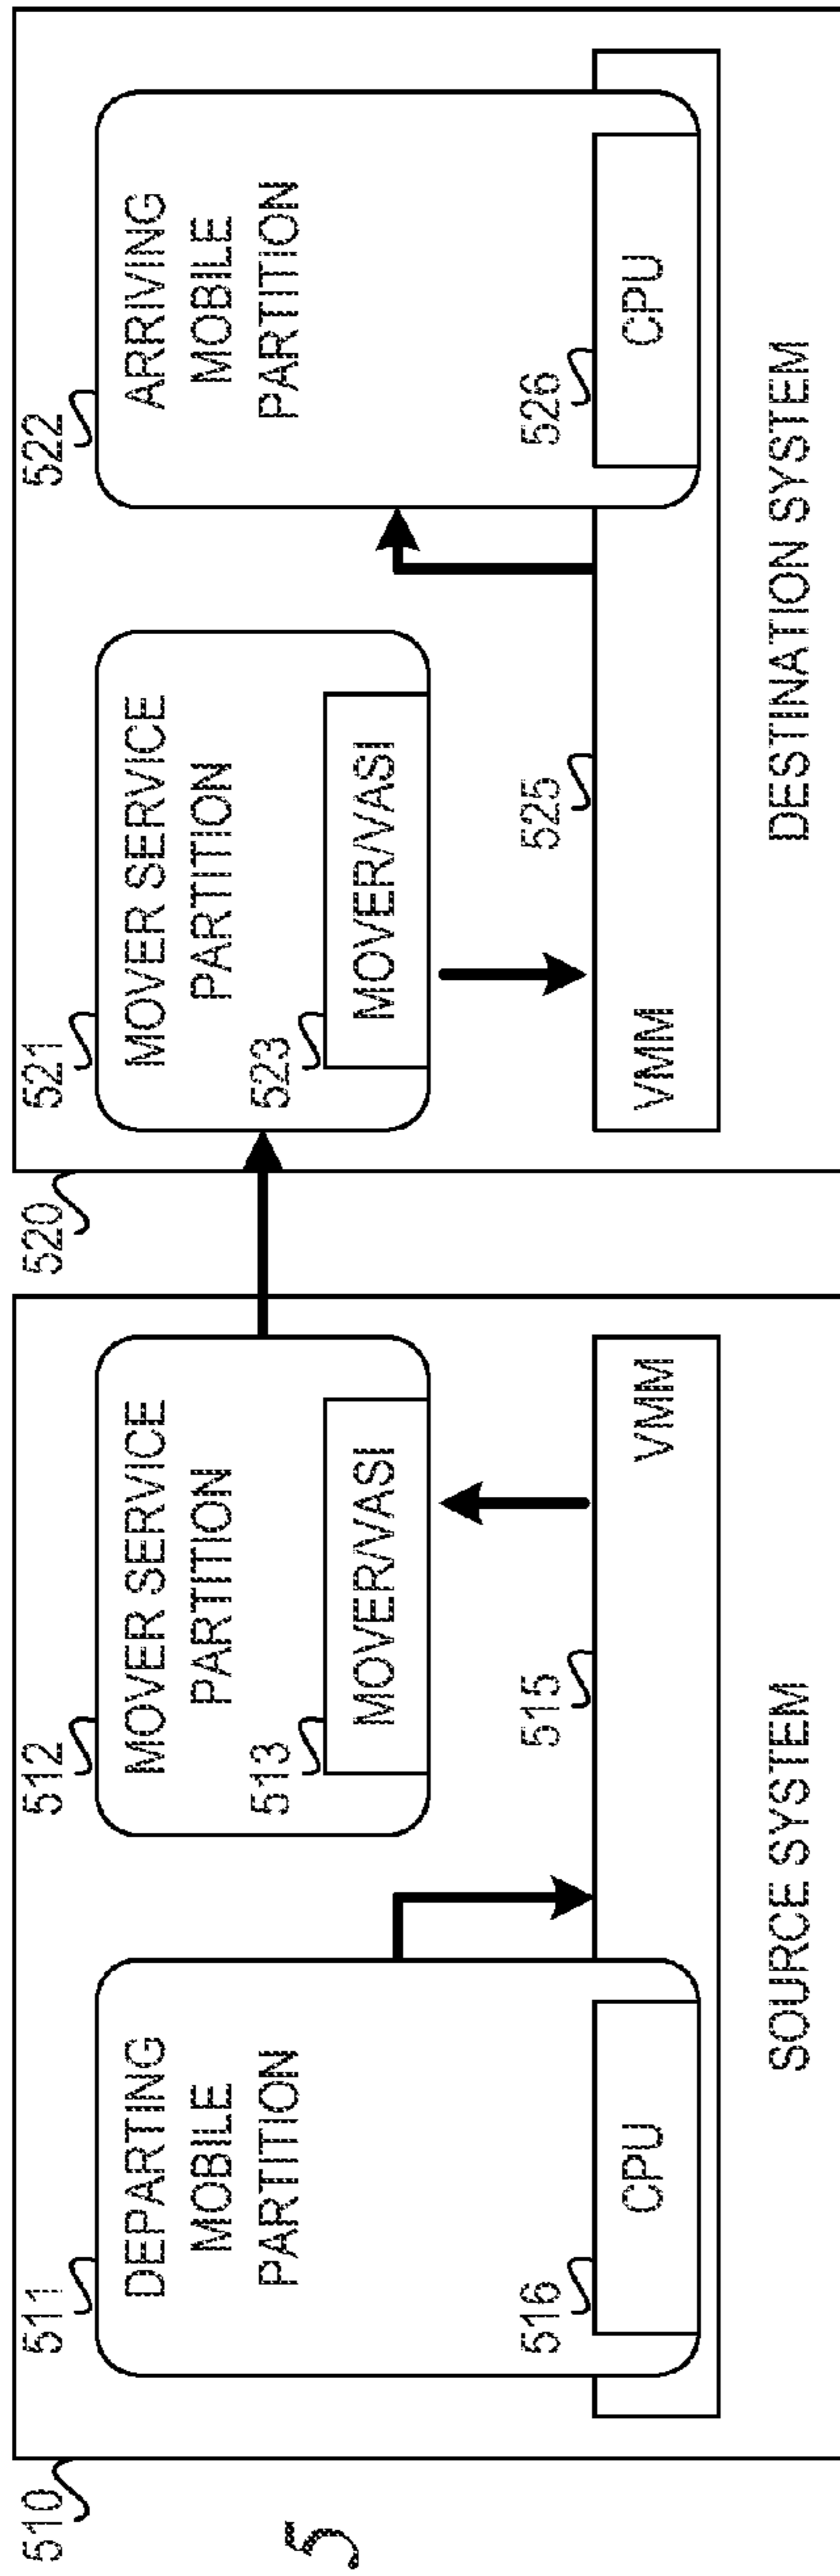 510
5
511
DEPARTING
MOBILE
PARTITION
516
CPU
512
MOVER SERVICE
PARTITION
513
MOVER/VASI
515
VMM
SOURCE SYSTEM
520
521
MOVER SERVICE
PARTITION
523
MOVER/VASI
525
VMM
522
ARRIVING
MOBILE
PARTITION
526
CPU
DESTINATION SYSTEM